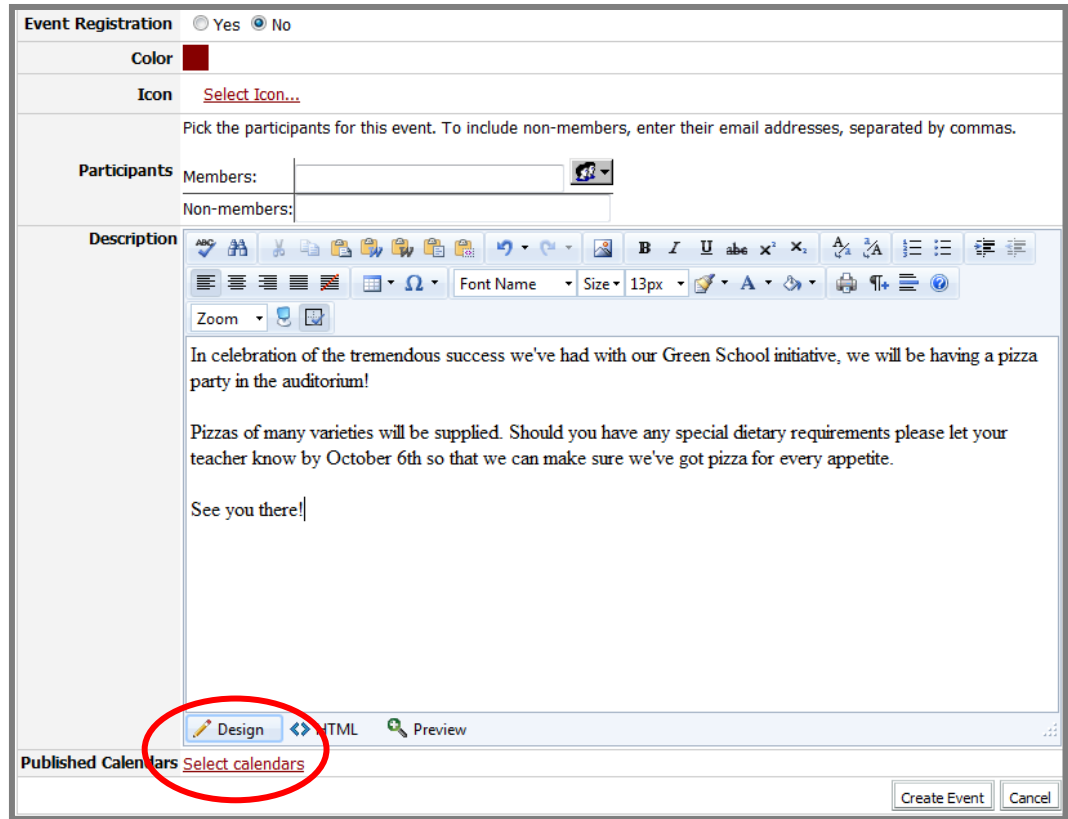 Event Registration Yes No
Color
Icon Select Icon...
Pick the participants for this event. To include non-members, enter their email addresses, separated by commas.
Participants Members:
Non-members:
Description
ABC B I U abe x² x₂
Ω Font Name Size 13px A
Zoom
In celebration of the tremendous success we've had with our Green School initiative, we will be having a pizza
party in the auditorium!
Pizzas of many varieties will be supplied. Should you have any special dietary requirements please let your
teacher know by October 6th so that we can make sure we've got pizza for every appetite.
See you there!
Design HTML Preview
Published Calendars Select calendars
Create Event Cancel